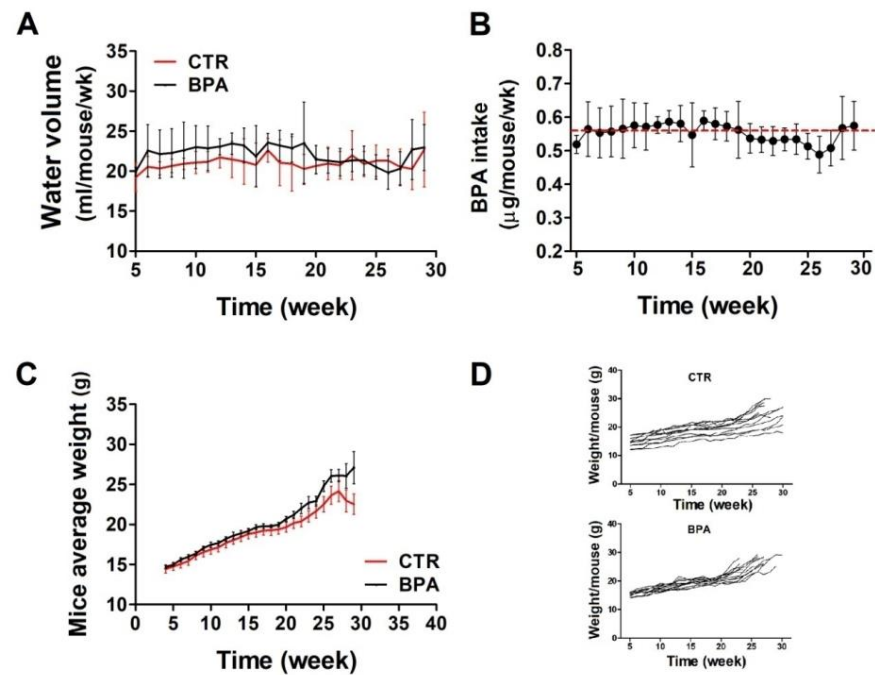 A
Water volume
(ml/mouse/wk)
35
30
25
20
15
10
CTR
BPA
5
10
15
20
25
30
Time (week)
B
BPA intake
(μg/mouse/wk)
0.8
0.7
0.6
0.5
0.4
0.3
0.2
5
10
15
20
25
30
Time (week)
C
Mice average weight (g)
35
30
25
20
15
10
CTR
BPA
0
5
10
15
20
25
30
35
40
Time (week)
D
CTR
Weight/mouse (g)
40
30
20
10
0
5
10
15
20
25
30
Time (week)
BPA
Weight/mouse (g)
40
30
20
10
0
5
10
15
20
25
30
Time (week)